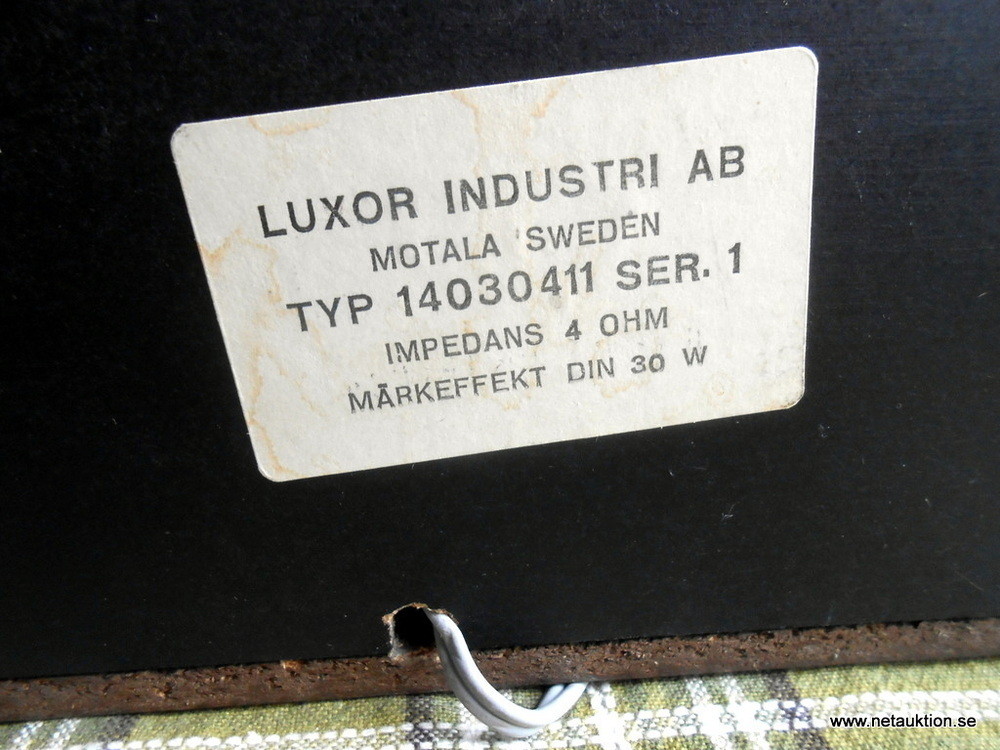 LUXOR INDUSTRI AB
MOTALA SWEDEN
TYP 14030411 SER. 1
IMPEDANS 4 OHM
MÄRKEFFEKT DIN 30 W
www.netauktion.se